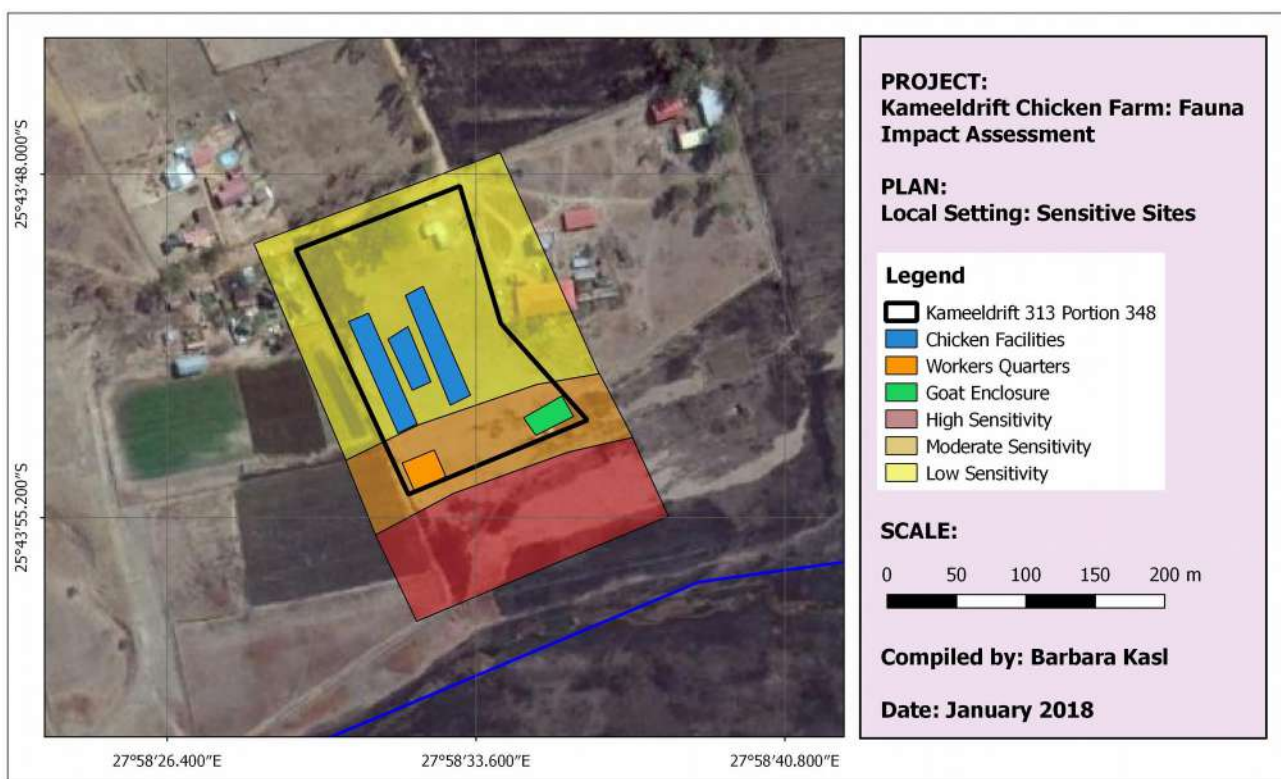 25°43'48.000"S
25°43'55.200"S
27°58'26.400"E
27°58'33.600"E
27°58'40.800"E
PROJECT:
Kameeldrift Chicken Farm: Fauna
Impact Assessment
PLAN:
Local Setting: Sensitive Sites
Legend
Kameeldrift 313 Portion 348
Chicken Facilities
Workers Quarters
Goat Enclosure
High Sensitivity
Moderate Sensitivity
Low Sensitivity
SCALE:
0 50 100 150 200 m
Compiled by: Barbara Kasl
Date: January 2018